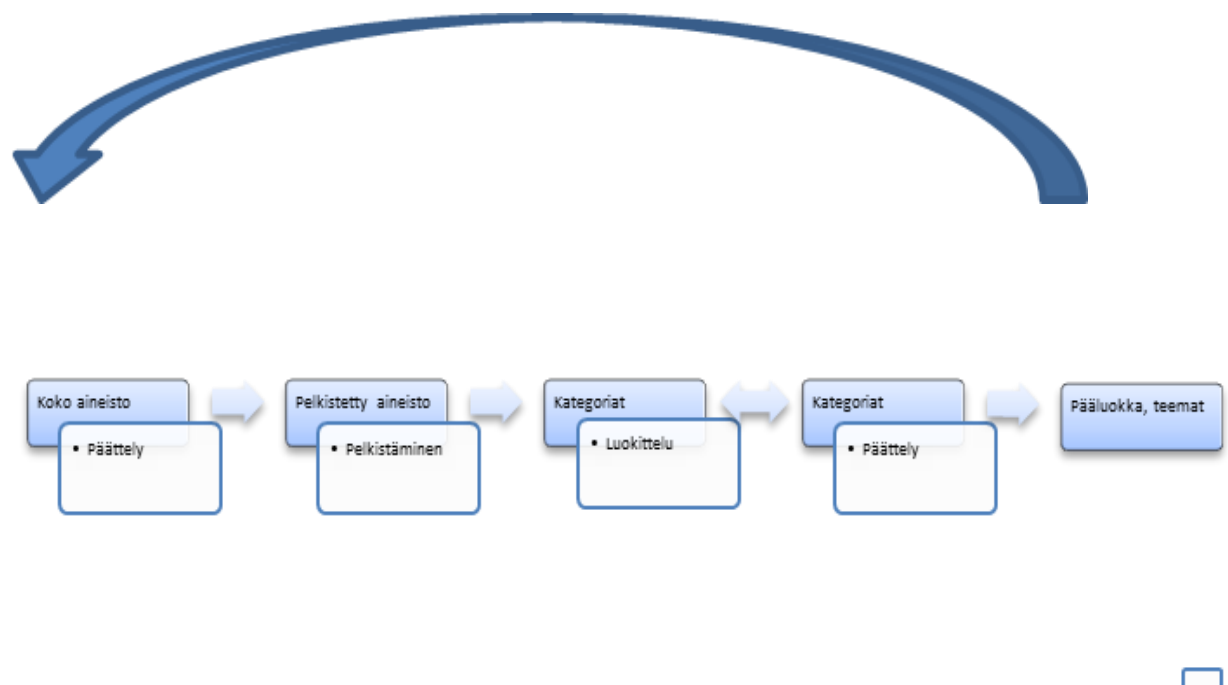 Koko aineisto
• Päättely
Pelkistetty aineisto
• Pelkistäminen
Kategoriat
• Luokittelu
Kategoriat
• Päättely
Pääluokka, teemat